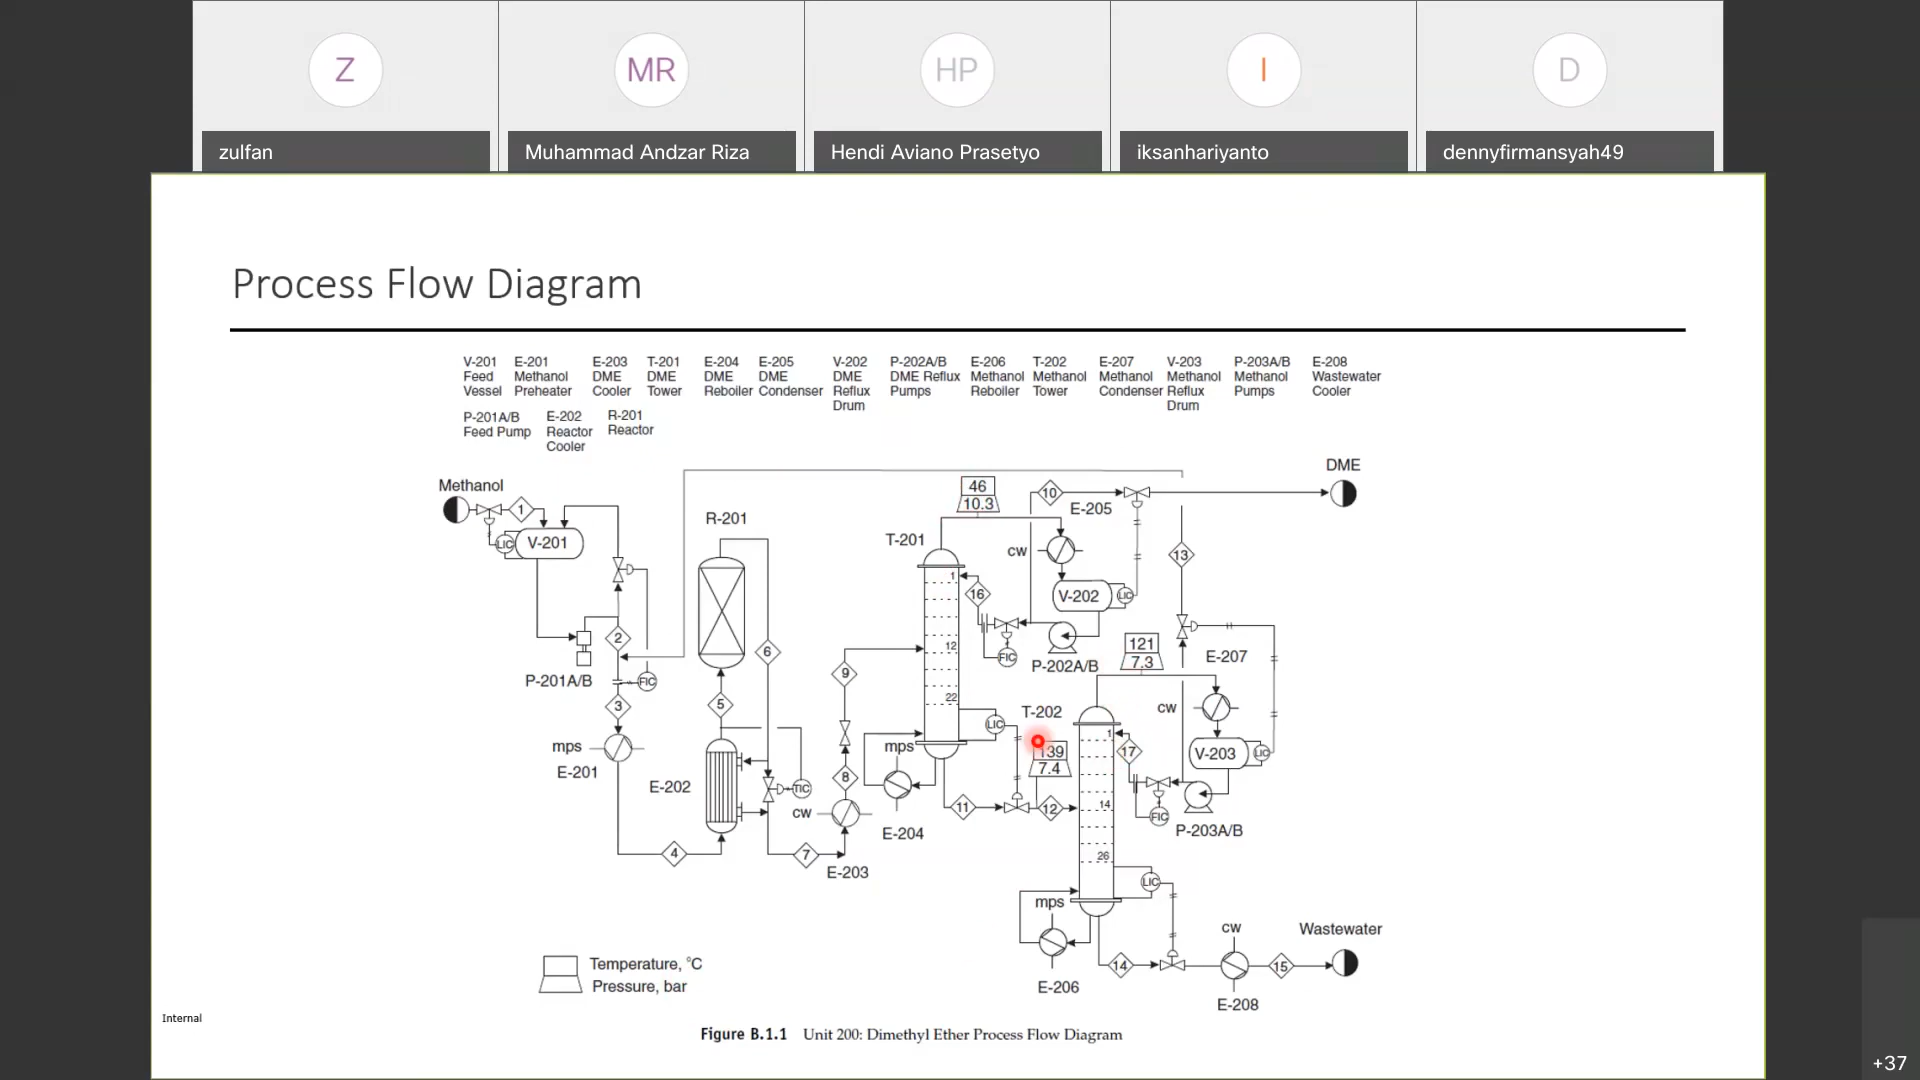 Z
MR
HP
I
D
zulfan
Muhammad Andzar Riza
Hendi Aviano Prasetyo
iksanhariyanto
dennyfirmansyah49
Process Flow Diagram
V-201 E-201 E-203 T-201 E-204 E-205 V-202 P-202A/B E-206 T-202 E-207 V-203 P-203A/B E-208
Feed Methanol DME DME DME DME DME DME Reflux Methanol Methanol Methanol Methanol Methanol Wastewater
Vessel Preheater Cooler Tower Reboiler Condenser Reflux Pumps Reboiler Tower Condenser Reflux Pumps Cooler
Drum Drum
P-201A/B E-202 R-201
Feed Pump Reactor Reactor
Cooler
DME
Methanol
46
10.3
10
E-205
1
R-201
T-201
LIC
V-201
cw
13
1
16
V-202
LIC
2
12
6
FIC
P-202A/B
121
7.3
E-207
P-201A/B
FIC
9
22
3
5
T-202
LIC
cw
1
17
mps
E-201
mps
139
7.4
V-203
LIC
E-202
TIC
8
cw
11
12
14
FIC
E-204
P-203A/B
4
7
E-203
26
LIC
mps
cw
Wastewater
14
15
E-206
E-208
Temperature, °C
Pressure, bar
Internal
Figure B.1.1 Unit 200: Dimethyl Ether Process Flow Diagram
+37